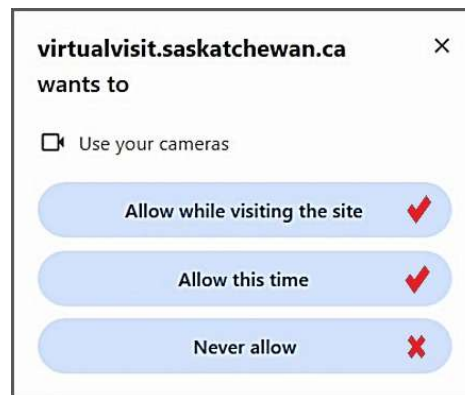 virtualvisit.saskatchewan.ca
wants to
Use your cameras
Allow while visiting the site
Allow this time
Never allow